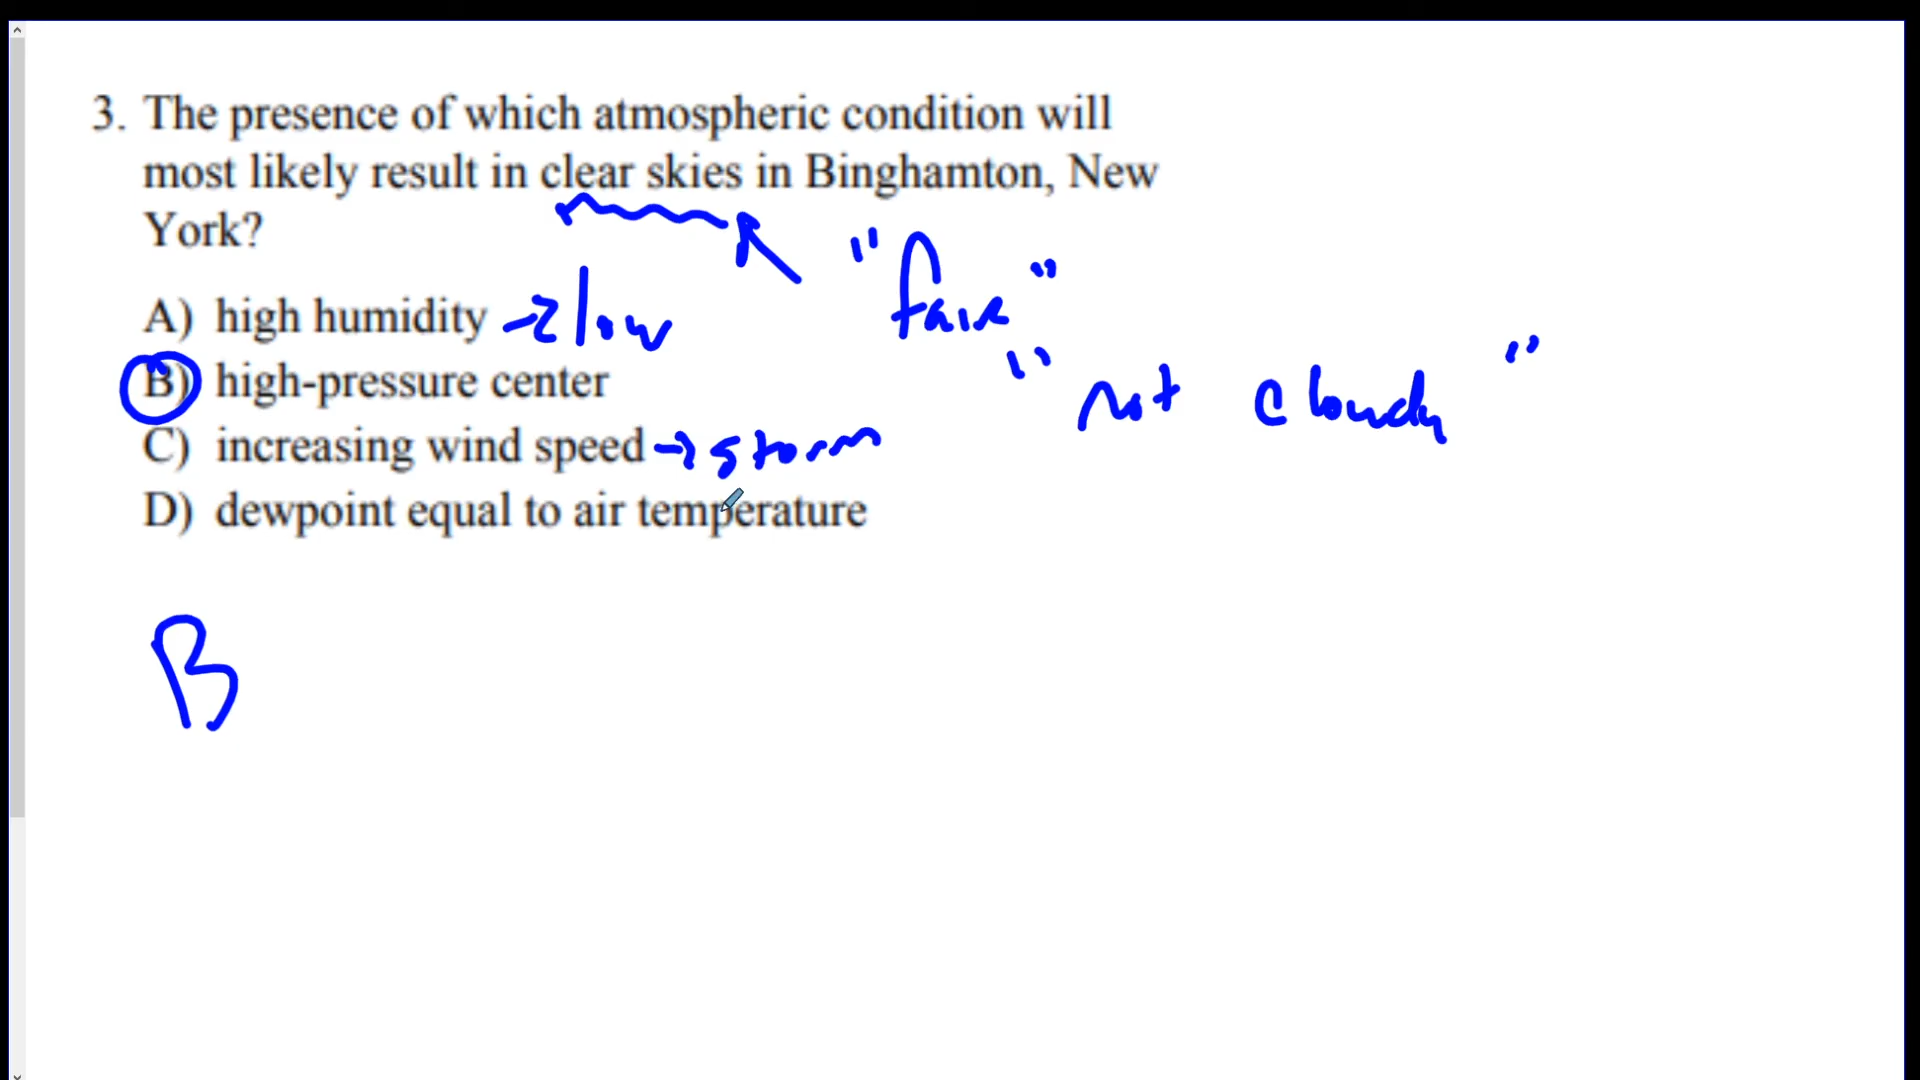 3. The presence of which atmospheric condition will
most likely result in clear skies in Binghamton, New
York?
"fair"
A) high humidity → low
"not cloudy"
B) high-pressure center
C) increasing wind speed → storm
D) dewpoint equal to air temperature
B